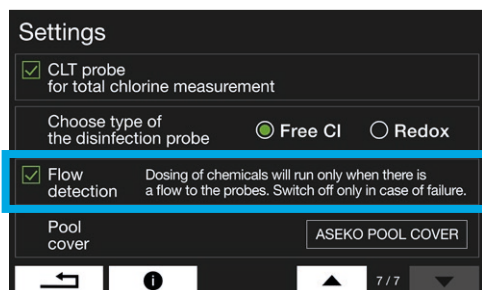 Settings
CLT probe
for total chlorine measurement
Choose type of
the disinfection probe
Free Cl
Redox
Flow
detection
Dosing of chemicals will run only when there is
a flow to the probes. Switch off only in case of failure.
Pool
cover
ASEKO POOL COVER
7/7